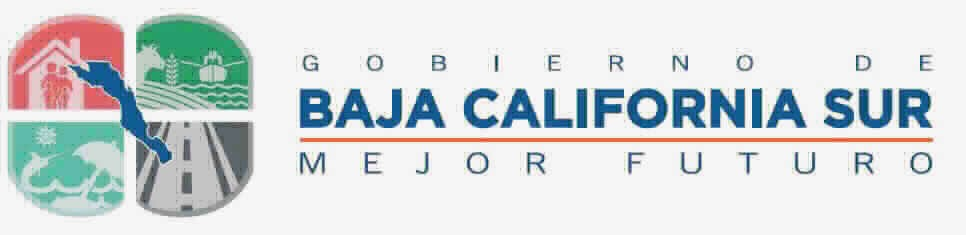 GOBIERNO DE
BAJA CALIFORNIA SUR
MEJOR FUTURO